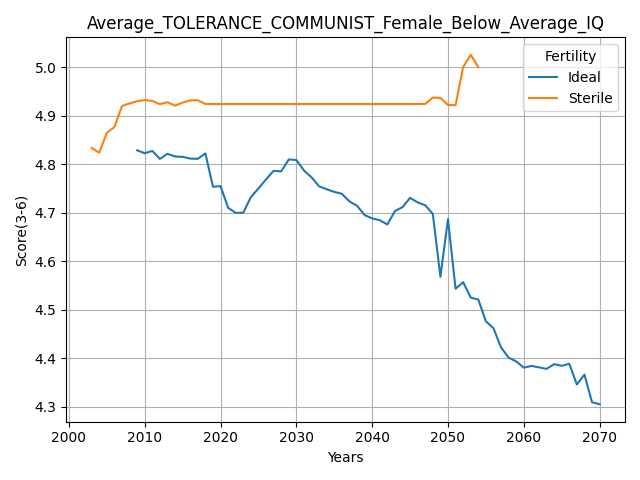 Average_TOLERANCE_COMMUNIST_Female_Below_Average_IQ
Fertility
Ideal
Sterile
Score(3-6)
5.0
4.9
4.8
4.7
4.6
4.5
4.4
4.3
2000 2010 2020 2030 2040 2050 2060 2070
Years